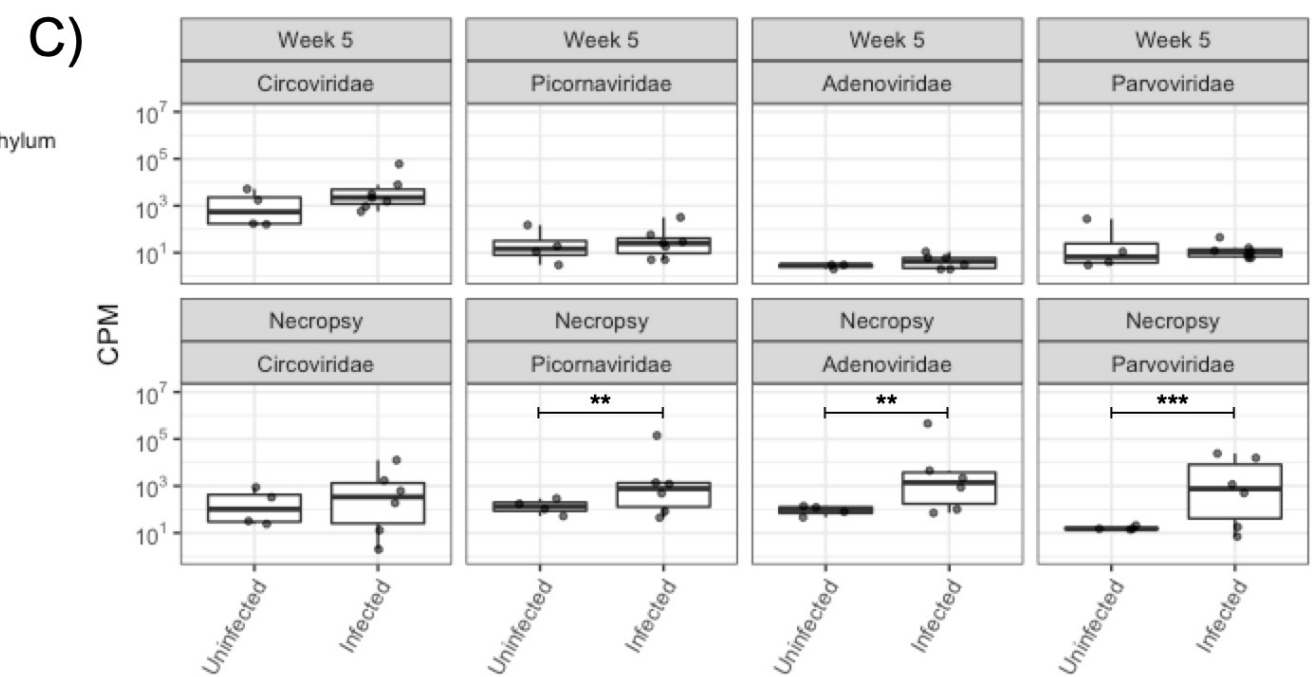 C)
Week 5 Week 5 Week 5 Week 5
Circoviridae Picornaviridae Adenoviridae Parvoviridae
hylum
10⁷
10⁵
10³
10¹
CPM
Necropsy Necropsy Necropsy Necropsy
Circoviridae Picornaviridae Adenoviridae Parvoviridae
10⁷
** ** ***
10⁵
10³
10¹
Uninfected Infected Uninfected Infected Uninfected Infected Uninfected Infected